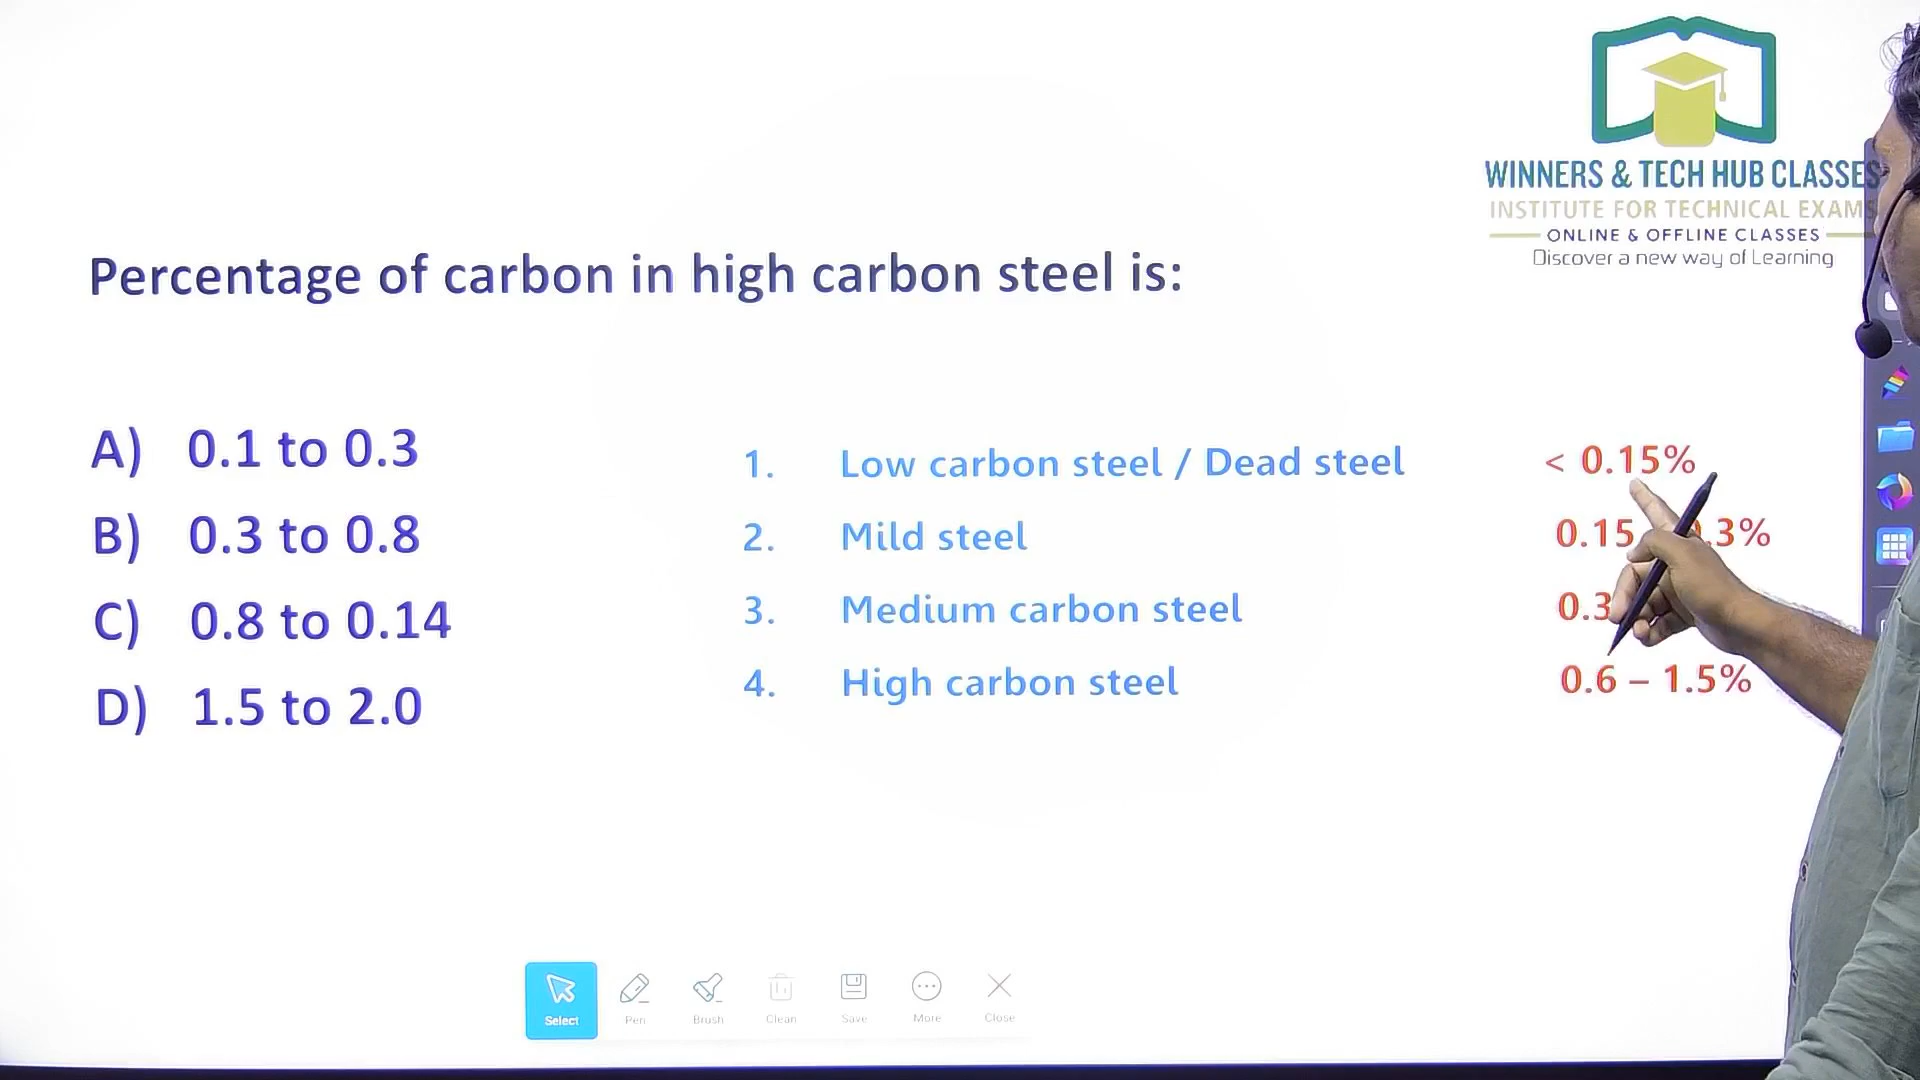 WINNERS & TECH HUB CLASSES
INSTITUTE FOR TECHNICAL EXAMS
ONLINE & OFFLINE CLASSES
Discover a new way of Learning
Percentage of carbon in high carbon steel is:
A) 0.1 to 0.3
B) 0.3 to 0.8
C) 0.8 to 0.14
D) 1.5 to 2.0
1. Low carbon steel / Dead steel < 0.15%
2. Mild steel 0.15 .3%
3. Medium carbon steel 0.3
4. High carbon steel 0.6 – 1.5%
Select Pen Brush Clean Save More Close